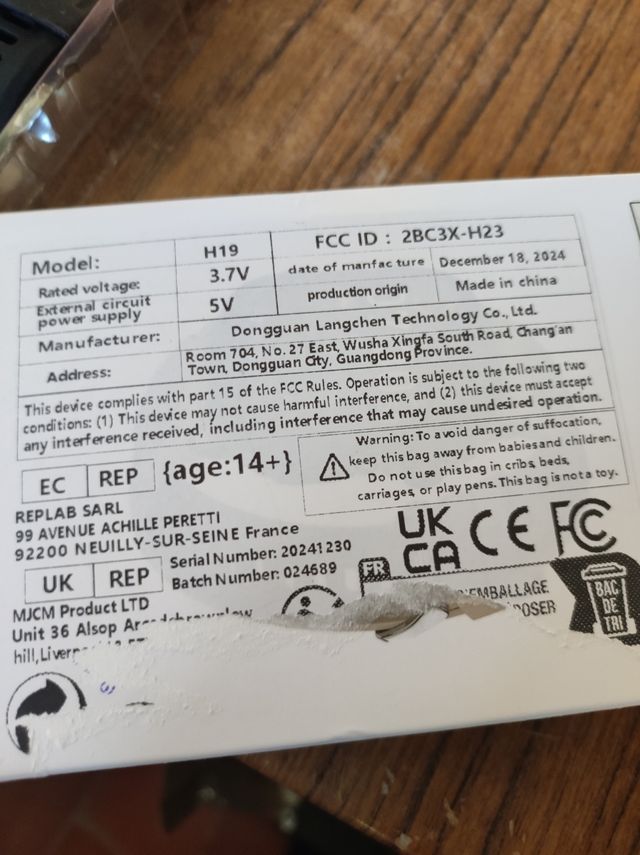 Model:
H19
FCC ID : 2BC3X-H23
Rated voltage:
3.7V
date of manfac ture
December 18, 2024
External circuit
power supply
5V
production origin
Made in china
Manufacturer:
Dongguan Langchen Technology Co., Ltd.
Address:
Room 704, No. 27 East, Wusha Xingfa South Road, Chang'an
Town, Dongguan City, Guangdong Province.
This device complies with part 15 of the FCC Rules. Operation is subject to the following two
conditions: (1) This device may not cause harmful interference, and (2) this device must accept
any interference received, including interference that may cause undesired operation.
EC REP {age:14+}
Warning: To avoid danger of suffocation,
keep this bag away from babies and children.
Do not use this bag in cribs, beds,
carriages, or play pens. This bag is not a toy.
REPLAB SARL
99 AVENUE ACHILLE PERETTI
92200 NEUILLY-SUR-SEINE France
UK
CA
CE
FC
UK REP
Serial Number: 20241230
Batch Number: 024689
FR
MJCM Product LTD
Unit 36 Alsop
hill,
EMBALLAGE
BAC
DE
TRI